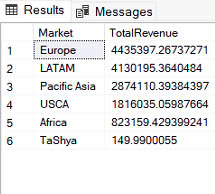 Results Messages
Market TotalRevenue
1 Europe 4435397.26737271
2 LATAM 4130195.3640484
3 Pacific Asia 2874110.39384397
4 USCA 1816035.05987664
5 Africa 823159.429399241
6 TaShya 149.9900055